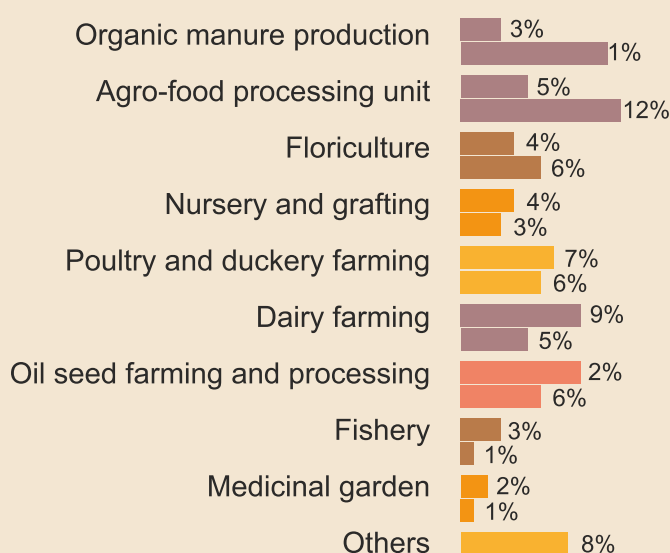 Organic manure production 3%
1%
Agro-food processing unit 5%
12%
Floriculture 4%
6%
Nursery and grafting 4%
3%
Poultry and duckery farming 7%
6%
Dairy farming 9%
5%
Oil seed farming and processing 2%
6%
Fishery 3%
1%
Medicinal garden 2%
1%
Others 8%